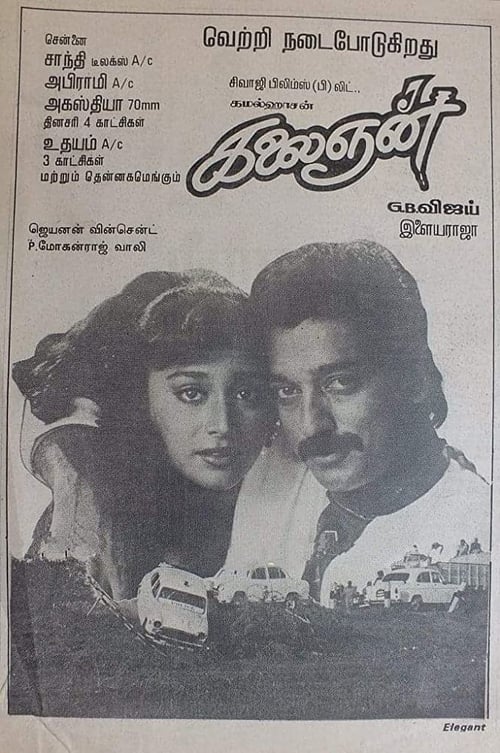 வெற்றி நடைபோடுகிறது
சென்னை
சாந்தி டிலக்ஸ் A/c
அபிராமி A/c
அகஸ்தியா 70mm
தினசரி 4 காட்சிகள்
உதயம் A/c
3 காட்சிகள்
மற்றும் தென்னகமெங்கும்
சிவாஜி பிலிம்ஸ் (பி) லிட்..
கமல்ஹாசன்
கலைஞன்
G.B.விஜய்
இளையராஜா
ஜெயனன் வின்சென்ட்
P.மோகன்ராஜ் வாலி
Elegant